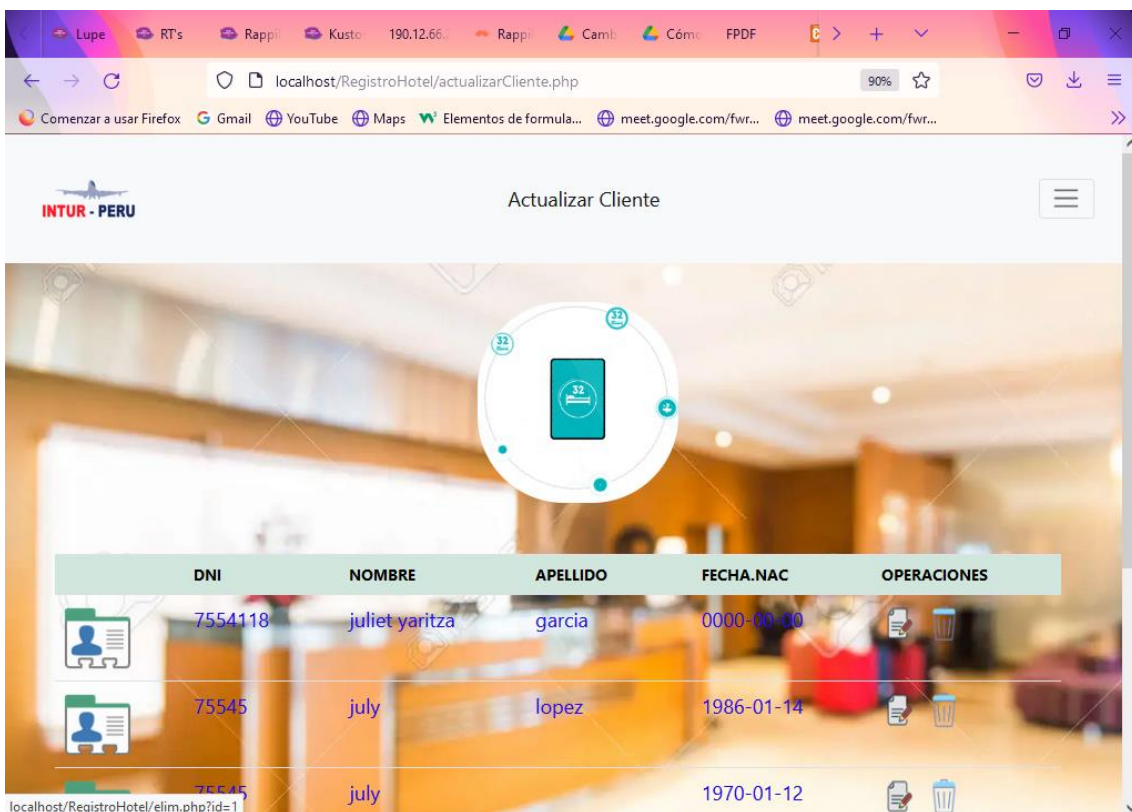 Lupe RT's Rappi Kusto 190.12.66. Rappi Camb Cómo FPDF
localhost/RegistroHotel/actualizarCliente.php 90%
Comenzar a usar Firefox Gmail YouTube Maps Elementos de formula... meet.google.com/fwr... meet.google.com/fwr...
INTUR - PERU
Actualizar Cliente
32
32
32
DNI NOMBRE APELLIDO FECHA.NAC OPERACIONES
7554118 juliet yaritza garcia 0000-00-00
75545 july lopez 1986-01-14
75545 july 1970-01-12
localhost/RegistroHotel/elim.php?id=1